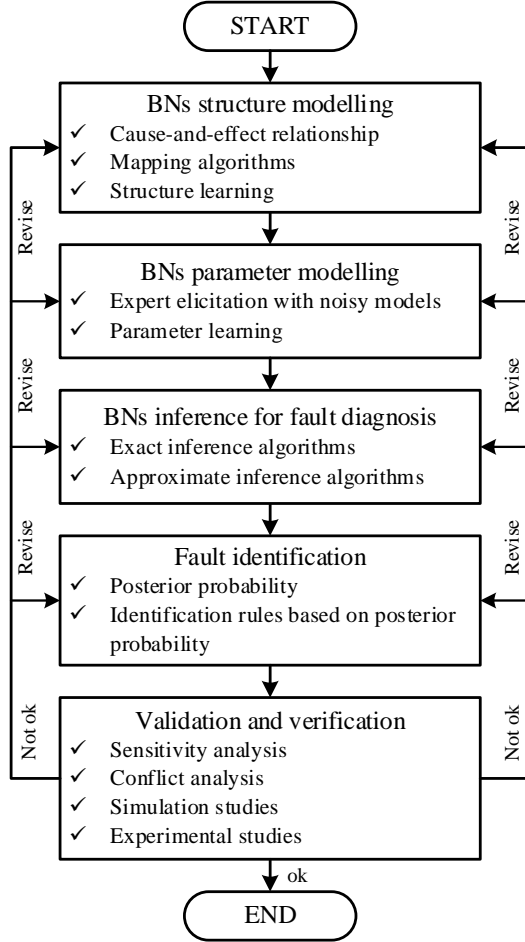 START
BNs structure modelling
✓ Cause-and-effect relationship
✓ Mapping algorithms
✓ Structure learning
Revise
Revise
BNs parameter modelling
✓ Expert elicitation with noisy models
✓ Parameter learning
Revise
Revise
BNs inference for fault diagnosis
✓ Exact inference algorithms
✓ Approximate inference algorithms
Revise
Revise
Fault identification
✓ Posterior probability
✓ Identification rules based on posterior
probability
Not ok
Not ok
Validation and verification
✓ Sensitivity analysis
✓ Conflict analysis
✓ Simulation studies
✓ Experimental studies
ok
END